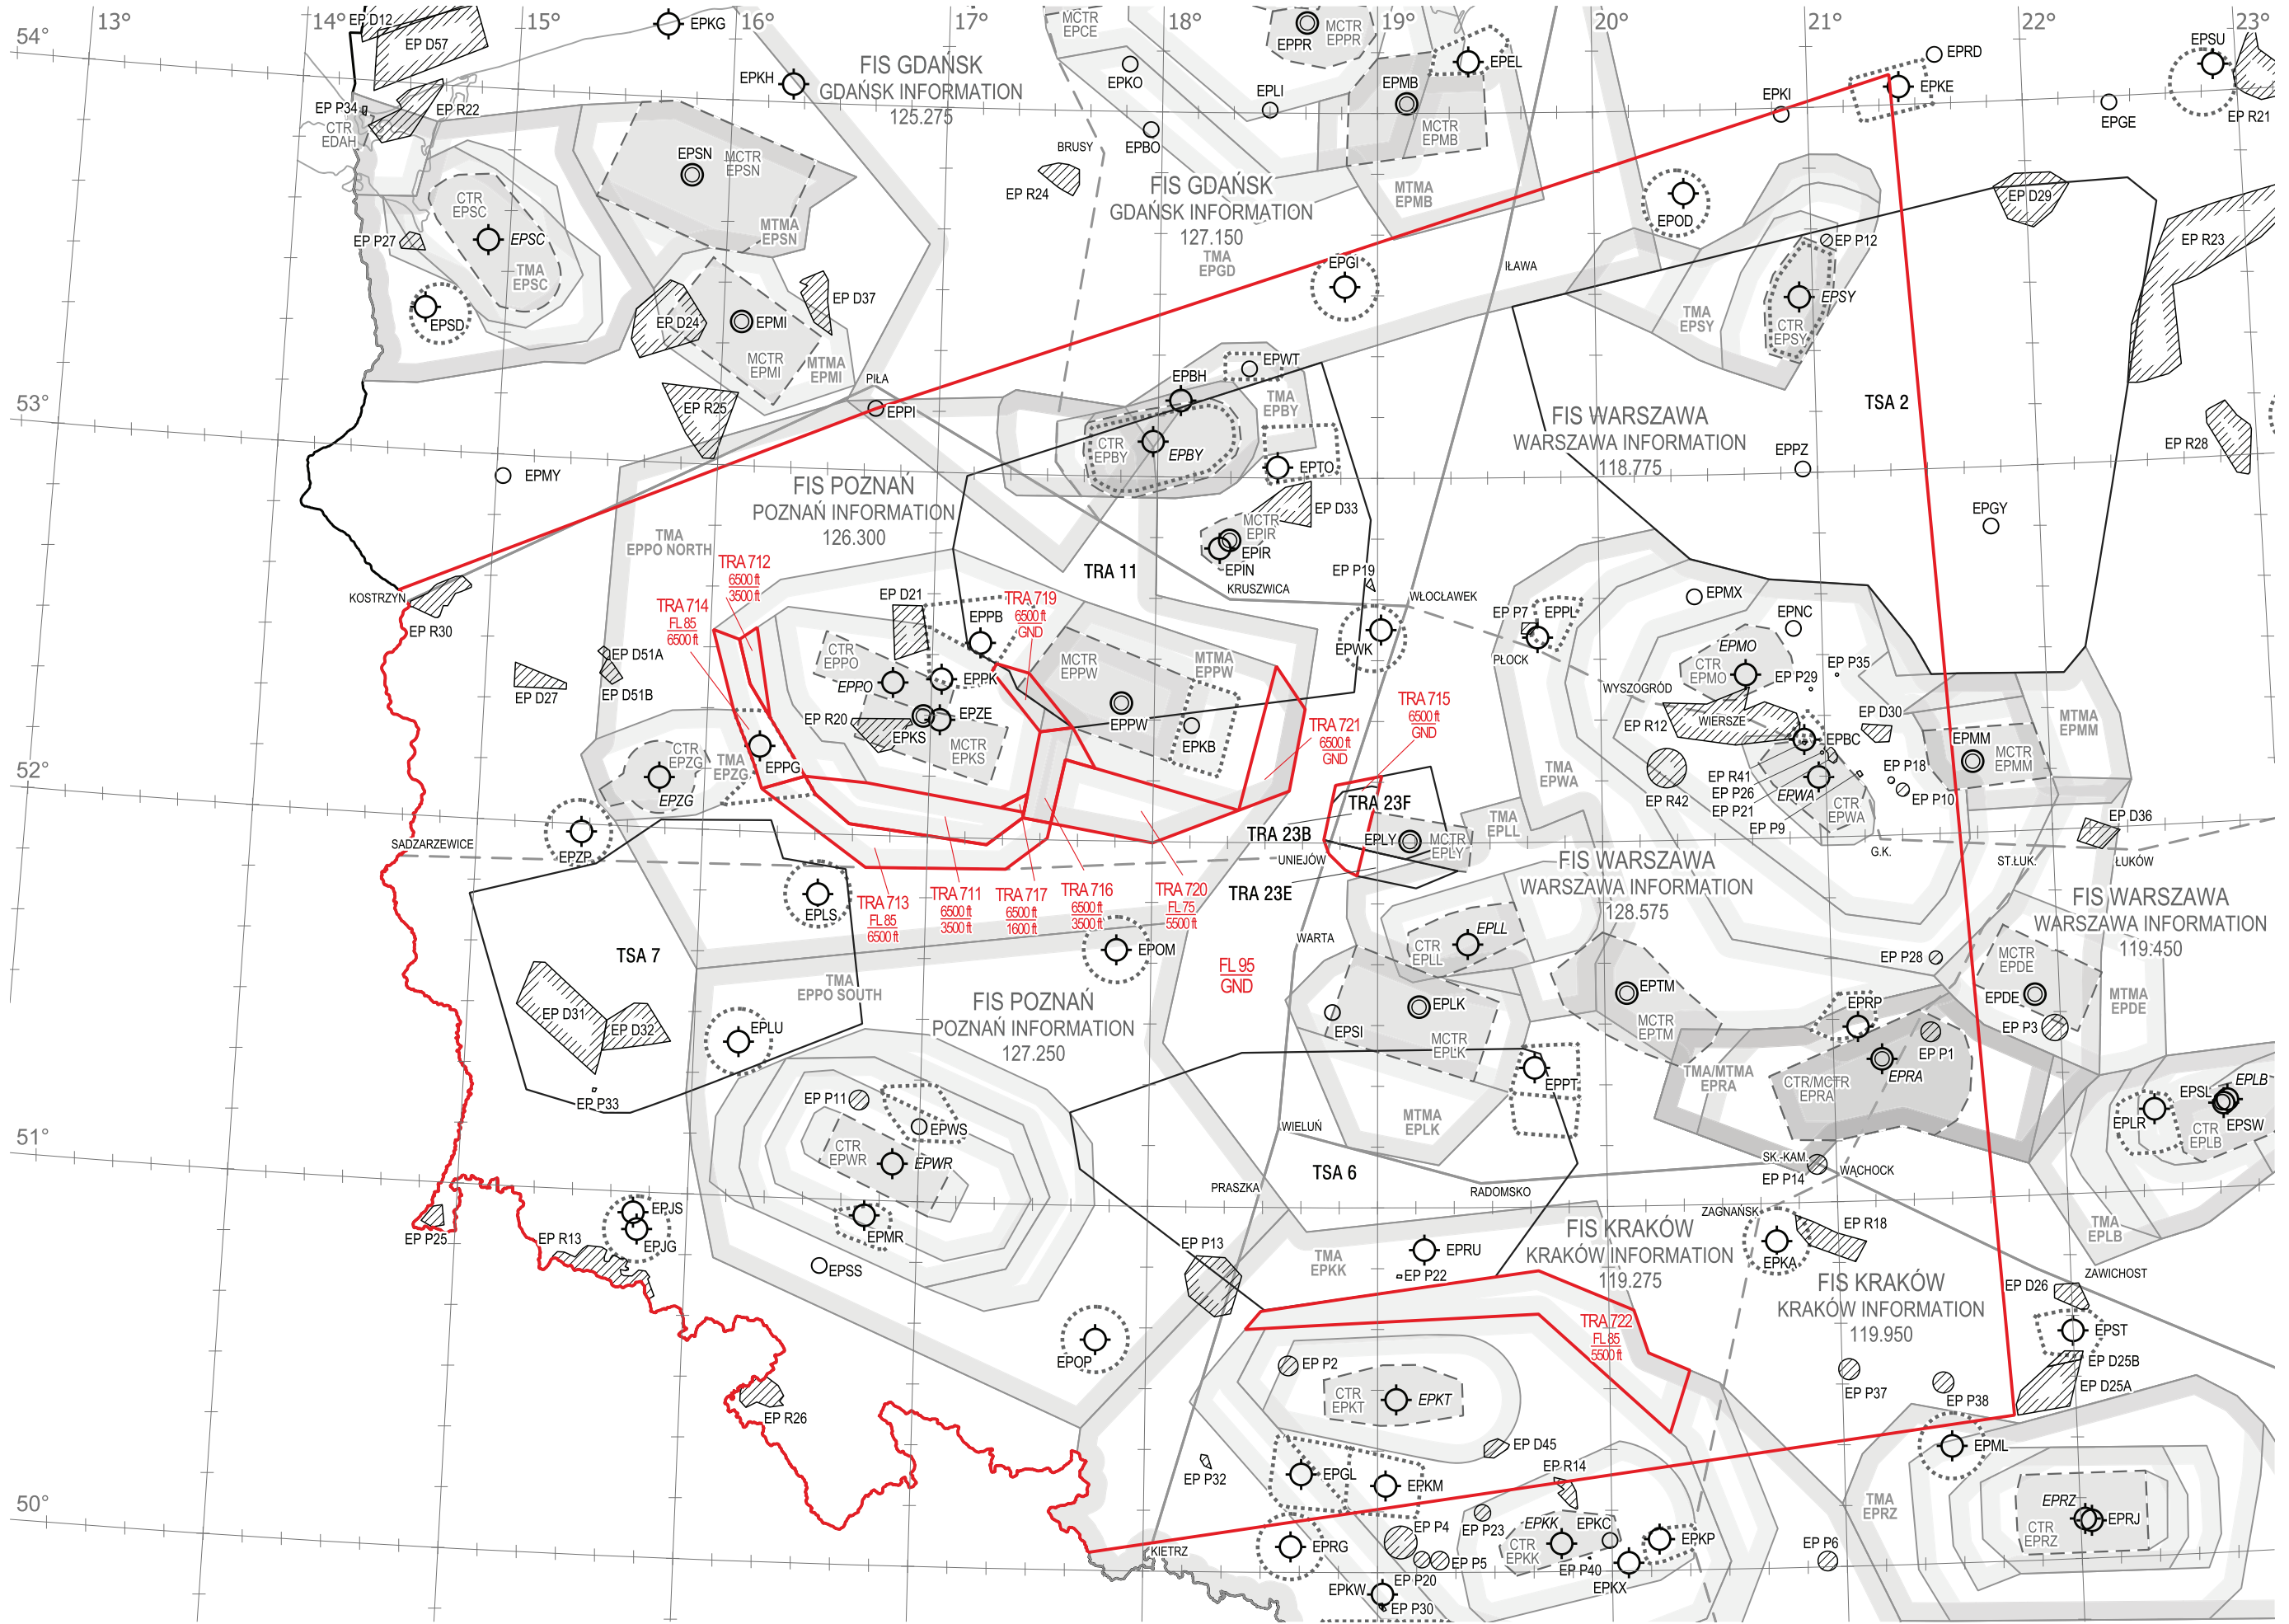 13°
14°
15°
16°
17°
18°
19°
20°
21°
22°
23°
54°
53°
52°
51°
50°
EP D12
EP D57
EPKG
EPKH
FIS GDAŃSK
GDAŃSK INFORMATION
125.275
MCTR
EPCE
EPKO
EPPR
MCTR
EPPR
EPEL
EPRD
EPSU
EP P34
CTR
EDAH
EP R22
EPLI
EPMB
MCTR
EPMB
EPKI
EPKE
EPGE
EP R21
EPBO
BRUSY
EP R24
EPSN
MCTR
EPSN
MTMA
EPSN
FIS GDAŃSK
GDAŃSK INFORMATION
127.150
TMA
EPGD
MTMA
EPMB
EPOD
EP D29
EP R23
CTR
EPSC
EPSC
TMA
EPSC
EP P27
EPSD
EP D24
EP D37
EPMI
MCTR
EPMI
MTMA
EPMI
EPGI
IŁAWA
EP P12
EPSY
TMA
EPSY
CTR
EPSY
PIŁA
EPPI
EP R25
EPWT
EPBH
TMA
EPBY
CTR
EPBY
EPBY
EPTO
TSA 2
FIS WARSZAWA
WARSZAWA INFORMATION
118.775
EPPZ
EP R28
EPGY
EPMY
FIS POZNAŃ
POZNAŃ INFORMATION
126.300
TMA
EPPO NORTH
EP D33
MCTR
EPIR
EPIR
EPIN
TRA 11
KRUSZWICA
EP P19
WŁOCŁAWEK
EPMX
EPNC
KOSTRZYN
EP R30
TRA 712
6500 ft
3500 ft
TRA 714
FL 85
6500 ft
EP D21
EPPB
TRA 719
6500 ft
GND
EP P7
EPPL
EPWK
PŁOCK
EP D51A
EP D51B
EP D27
CTR
EPPO
EPPO
EPPK
MCTR
EPPW
MTMA
EPPW
EPPW
EPKB
EP R20
EPKS
EPZE
MCTR
EPKS
TRA 721
6500 ft
GND
TRA 715
6500 ft
GND
EPMO
CTR
EPMO
EP P35
EP P29
WYSZOGRÓD
EP R12
WIERSZE
EP D30
EPBC
EPMM
MCTR
EPMM
MTMA
EPMM
CTR
EPZG
EPZG
TMA
EPZG
EPPG
TMA
EPWA
EP R42
EP R41
EP P26
EP P21
EP P9
EPWA
CTR
EPWA
EP P18
EP P10
EP D36
SADZARZEWICE
EPZP
TRA 23F
TRA 23B
EPLY
MCTR
EPLY
UNIEJÓW
TRA 23E
TMA
EPLL
G.K.
ST.ŁUK.
ŁUKÓW
FIS WARSZAWA
WARSZAWA INFORMATION
128.575
FIS WARSZAWA
WARSZAWA INFORMATION
119.450
EPLS
TRA 713
FL 85
6500 ft
TRA 711
6500 ft
3500 ft
TRA 717
6500 ft
1600 ft
TRA 716
6500 ft
3500 ft
TRA 720
FL 75
5500 ft
TSA 7
EPOM
WARTA
CTR
EPLL
EPLL
FL 95
GND
EP P28
MCTR
EPDE
EPDE
MTMA
EPDE
TMA
EPPO SOUTH
FIS POZNAŃ
POZNAŃ INFORMATION
127.250
EP D31
EP D32
EP P33
EPLU
EPSI
EPLK
MCTR
EPLK
MTMA
EPLK
EPTM
MCTR
EPTM
EPRP
EP P1
EP P3
EPRA
CTR/MCTR
EPRA
TMA/MTMA
EPRA
EPPT
EP P11
EPWS
CTR
EPWR
EPWR
EPMR
EPSS
WIELUŃ
TSA 6
PRASZKA
RADOMSKO
SK.-KAM.
EP P14
WĄCHOCK
EPLR
CTR
EPLB
EPSL
EPLB
EPSW
TMA
EPLB
EP P25
EP R13
EPJS
EPJG
EP P13
EPRU
EP P22
TMA
EPKK
FIS KRAKÓW
KRAKÓW INFORMATION
119.275
ZAGNAŃSK
EPKA
EP R18
FIS KRAKÓW
KRAKÓW INFORMATION
119.950
ZAWICHOST
EP D26
EPST
EP D25B
EP D25A
EPOP
EP R26
EP P2
CTR
EPKT
EPKT
TRA 722
FL 85
5500 ft
EP P37
EP P38
EPML
EP P32
EPGL
EPKM
EP D45
EP R14
TMA
EPRZ
EPRZ
EPRJ
CTR
EPRZ
KIETRZ
EPRG
EP P4
EP P23
EPKK
CTR
EPKK
EPKC
EPKP
EP P5
EP P20
EP P40
EPKX
EPKW
EP P30
EP P6